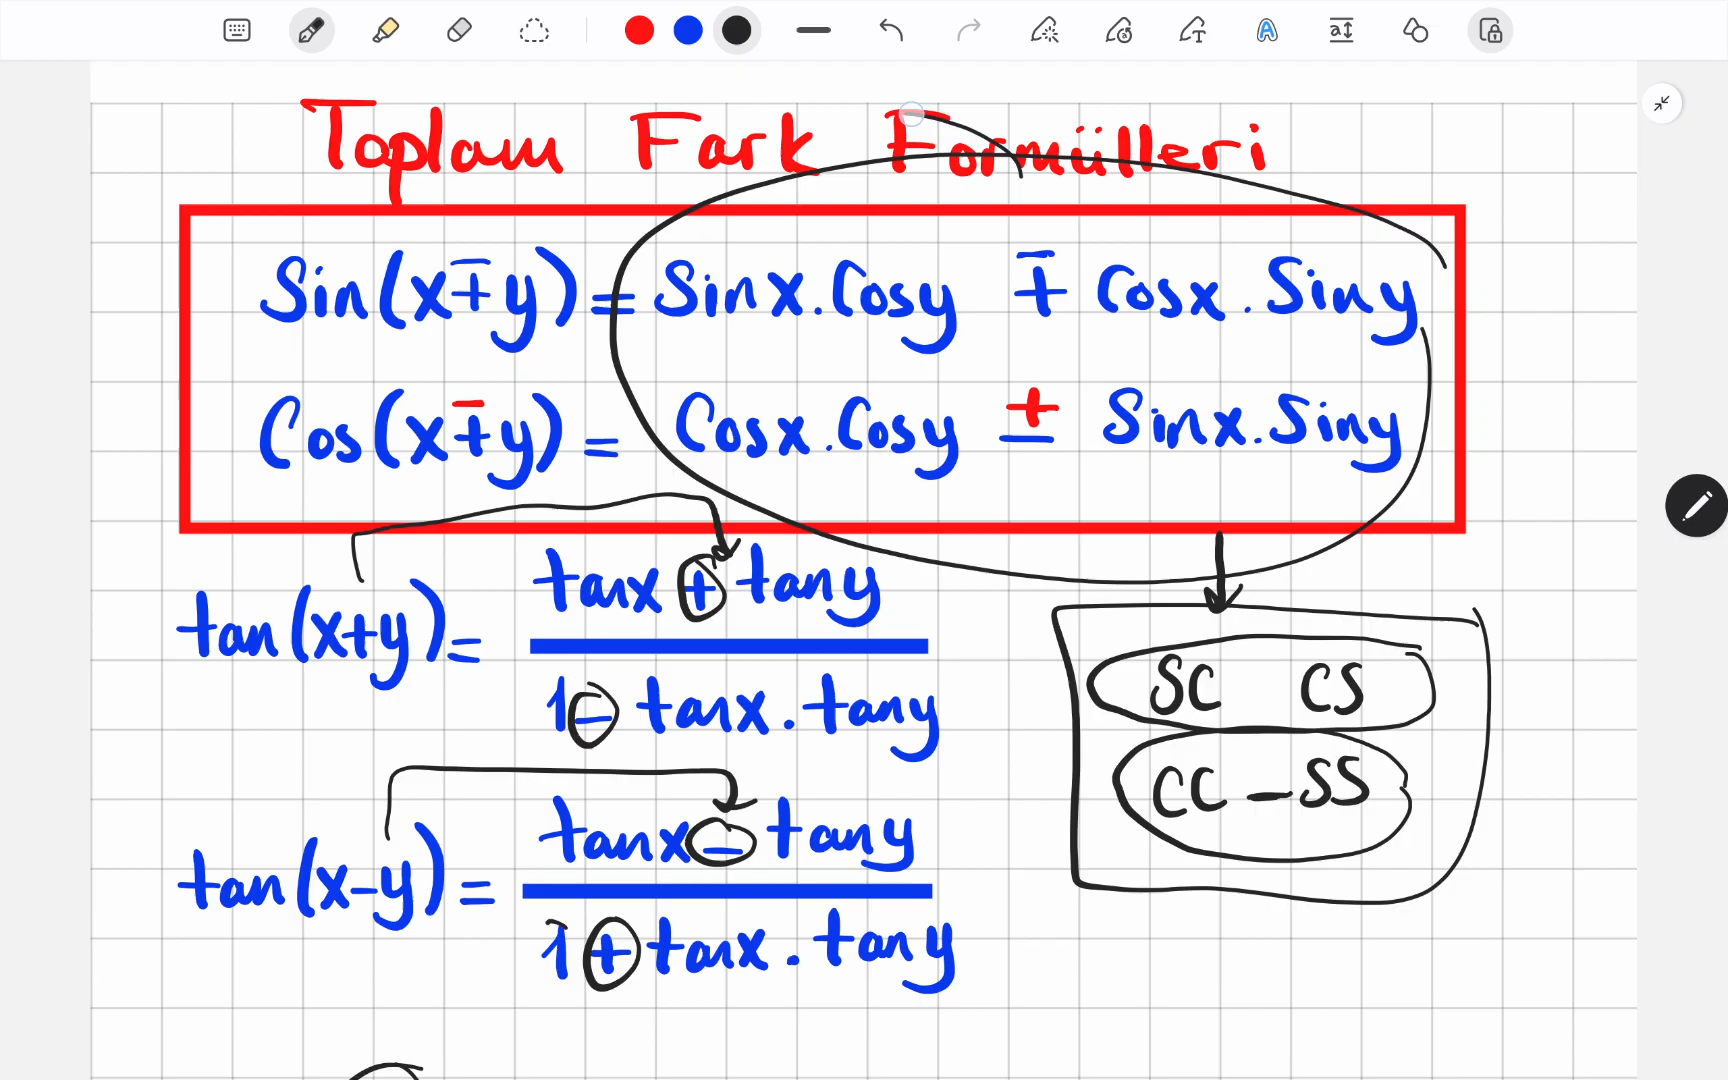 Toplam Fark Formülleri
Sin(x∓y) = Sinx.Cosy ∓ Cosx.Siny
Cos(x∓y) = Cosx.Cosy ± Sinx.Siny
tan(x+y) = tanx + tany
1 - tanx.tany
SC CS
CC - SS
tan(x-y) = tanx - tany
1 + tanx.tany